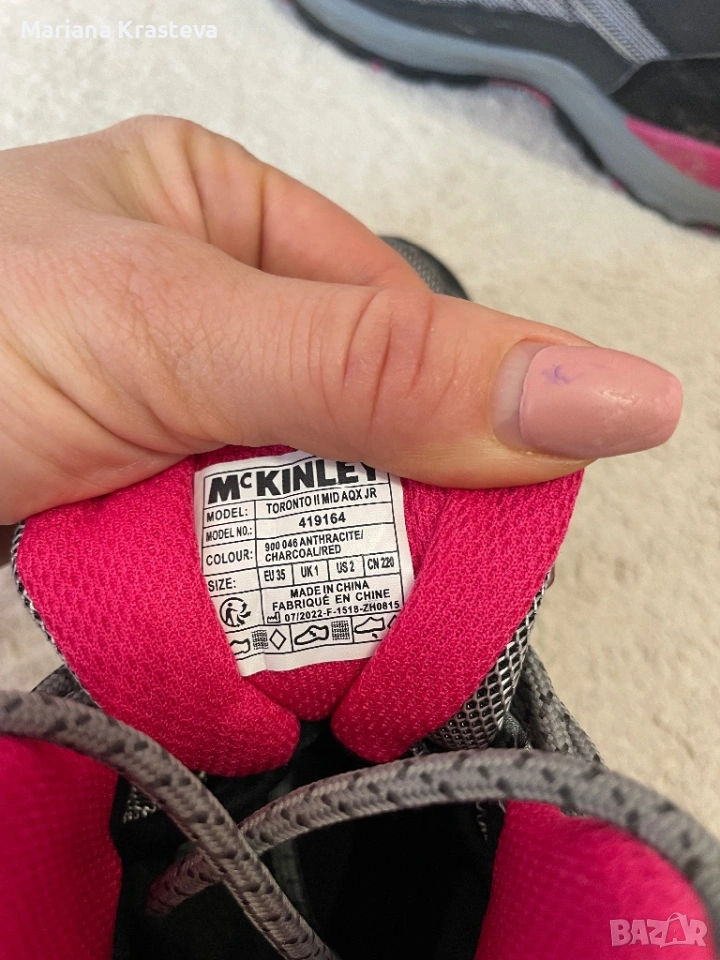 Mariana Krasteva
McKINLEY
MODEL: TORONTO II MID AQX JR
MODEL NO.: 419164
COLOUR: 900 046 ANTHRACITE/
CHARCOAL/RED
SIZE: EU 35 UK 1 US 2 CN 220
MADE IN CHINA
FABRIQUÉ EN CHINE
07/2022-F-1518-ZH0815
BAZAR